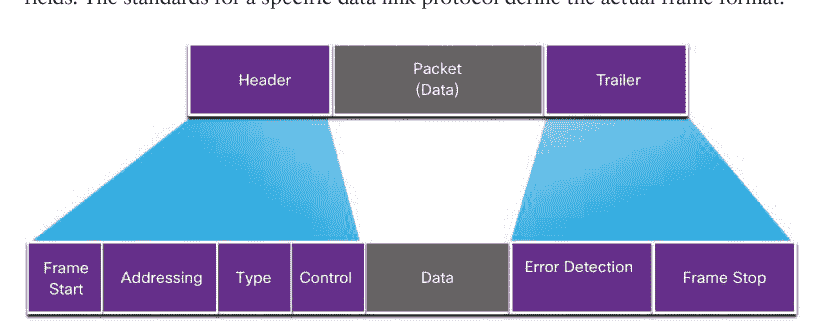 fields. The standards for a specific data link protocol define the actual frame format.
Header
Packet
(Data)
Trailer
Frame
Start
Addressing
Type
Control
Data
Error Detection
Frame Stop